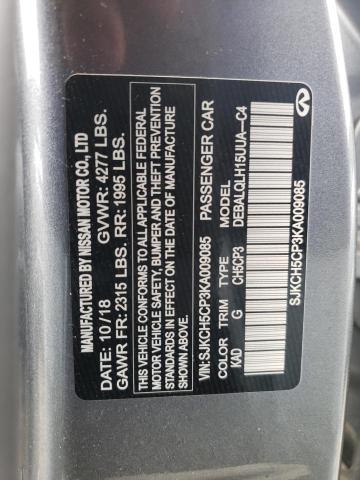 MANUFACTURED BY NISSAN MOTOR CO., LTD
DATE: 10/18 GVWR: 4277 LBS.
GAWR FR: 2315 LBS. RR: 1995 LBS.
THIS VEHICLE CONFORMS TO ALL APPLICABLE FEDERAL
MOTOR VEHICLE SAFETY, BUMPER AND THEFT PREVENTION
STANDARDS IN EFFECT ON THE DATE OF MANUFACTURE
SHOWN ABOVE.
VIN:SJKCH5CP3KA009085 PASSENGER CAR
COLOR TRIM TYPE MODEL
KAD G CH5CP3 DEBALQLH15UUA—C4
SJKCH5CP3KA009085